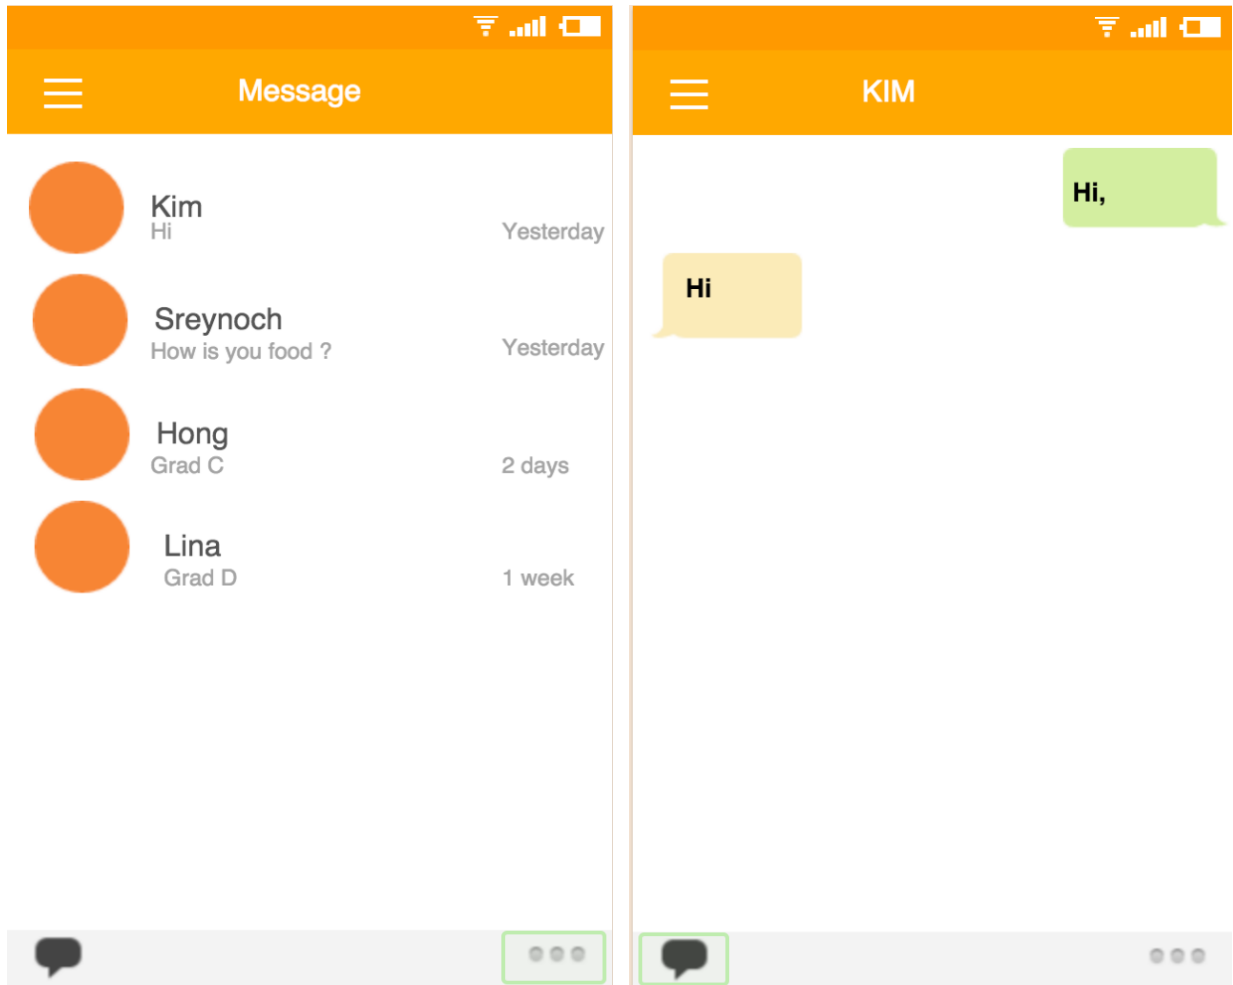 Message
Kim
Hi
Yesterday
Sreynoch
How is you food ?
Yesterday
Hong
Grad C
2 days
Lina
Grad D
1 week
KIM
Hi,
Hi